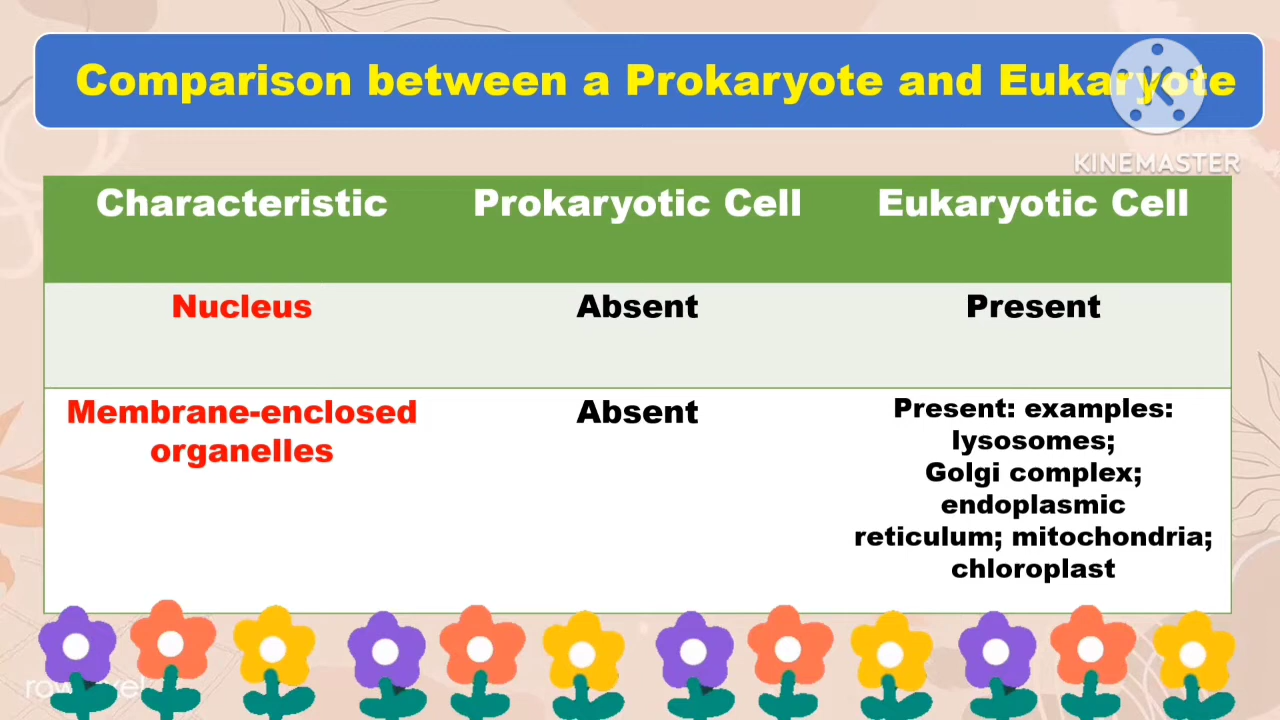 Comparison between a Prokaryote and Eukaryote
KINEMASTER
Characteristic Prokaryotic Cell Eukaryotic Cell
Nucleus Absent Present
Membrane-enclosed
organelles
Absent
Present: examples:
lysosomes;
Golgi complex;
endoplasmic
reticulum; mitochondria;
chloroplast